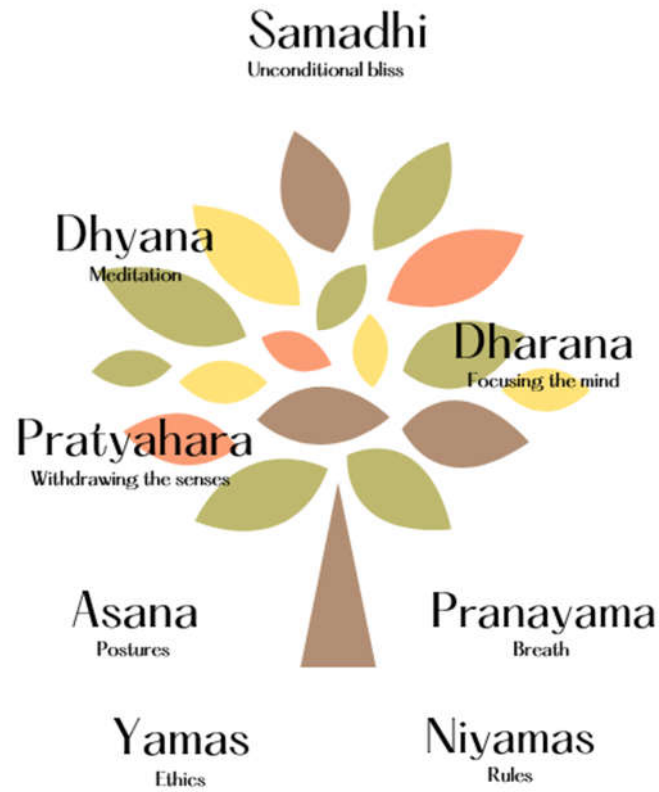 Samadhi
Unconditional bliss
Dhyana
Meditation
Dharana
Focusing the mind
Pratyahara
Withdrawing the senses
Asana
Postures
Pranayama
Breath
Yamas
Ethics
Niyamas
Rules